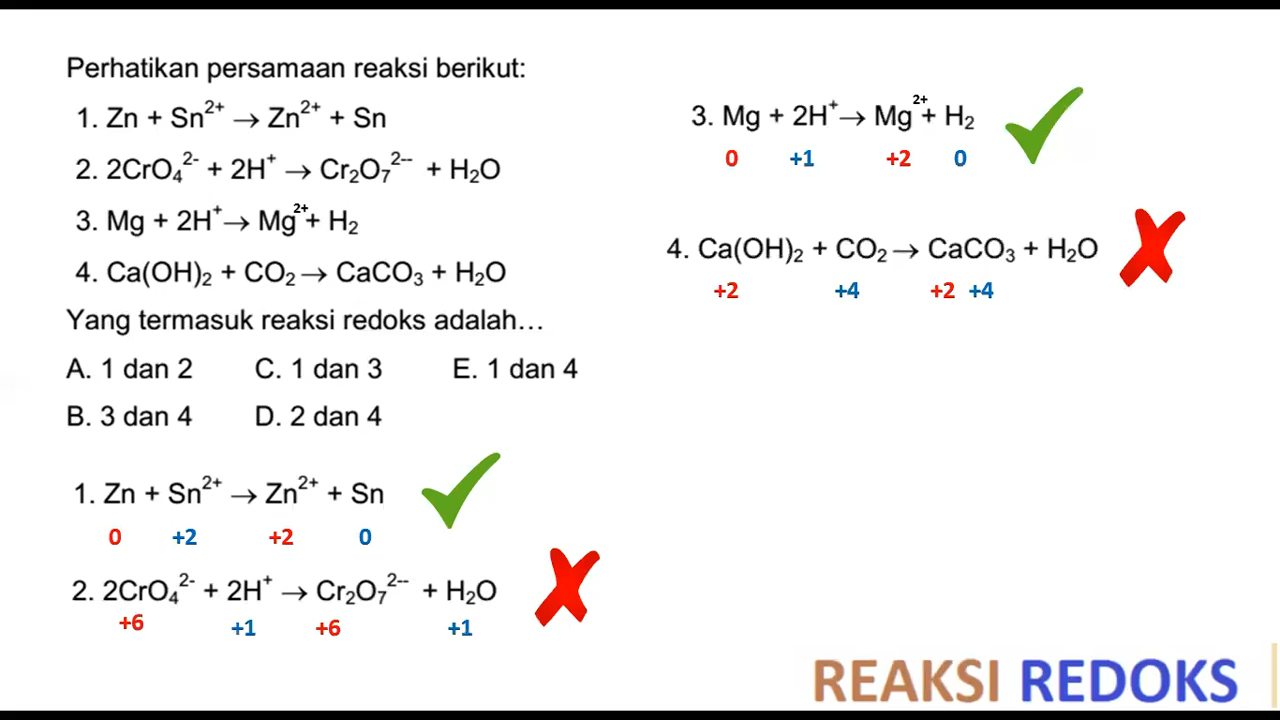 Perhatikan persamaan reaksi berikut:
1. Zn + Sn²⁺ → Zn²⁺ + Sn
2. 2CrO₄²⁻ + 2H⁺ → Cr₂O₇²⁻⁻ + H₂O
3. Mg + 2H⁺→ Mg²⁺+ H₂
4. Ca(OH)₂ + CO₂→ CaCO₃ + H₂O
Yang termasuk reaksi redoks adalah…
A. 1 dan 2 C. 1 dan 3 E. 1 dan 4
B. 3 dan 4 D. 2 dan 4
1. Zn + Sn²⁺ → Zn²⁺ + Sn
0 +2 +2 0
2. 2CrO₄²⁻ + 2H⁺ → Cr₂O₇²⁻⁻ + H₂O
+6 +1 +6 +1
3. Mg + 2H⁺→ Mg²⁺+ H₂
0 +1 +2 0
4. Ca(OH)₂ + CO₂→ CaCO₃ + H₂O
+2 +4 +2 +4
REAKSI REDOKS